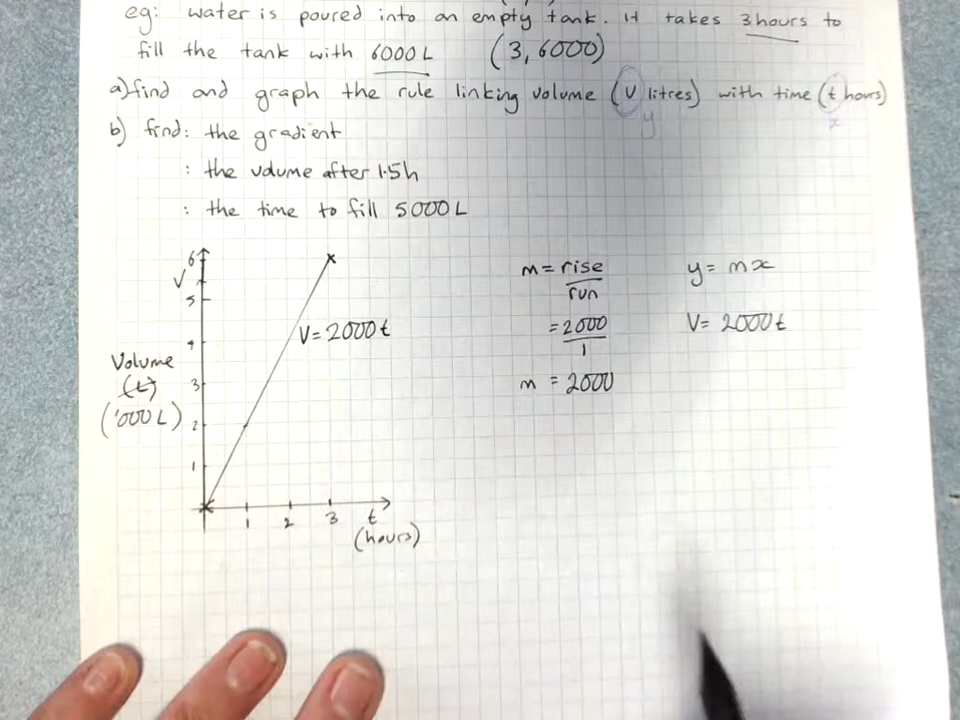 eg: water is poured into an empty tank. It takes 3 hours to
fill the tank with 6000 L (3, 6000)
a) find and graph the rule linking volume (V litres) with time (t hours)
y x
b) find: the gradient
: the volume after 1.5h
: the time to fill 5000 L
6
V
5
4
3
2
1
V = 2000t
Volume
(t)
('000 L)
1 2 3 t
(hours)
m = rise
run
= 2000
1
m = 2000
y = mx
V = 2000t